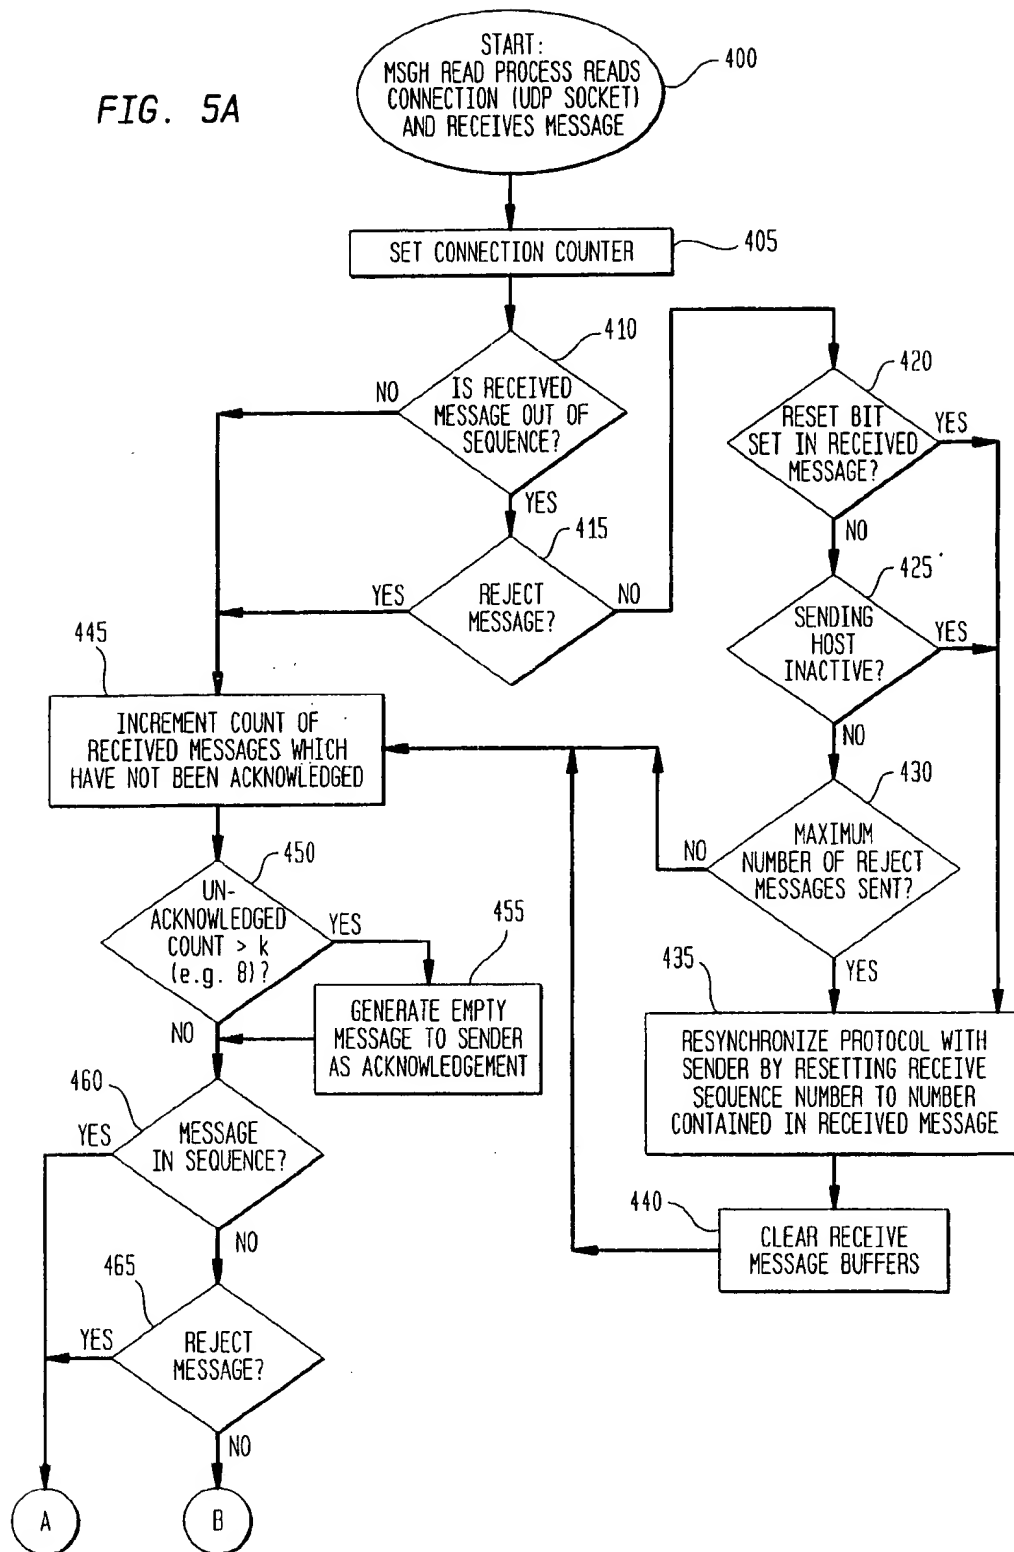 FIG. 5A
START:
MSGH READ PROCESS READS
CONNECTION (UDP SOCKET)
AND RECEIVES MESSAGE
400
SET CONNECTION COUNTER
405
410
IS RECEIVED
MESSAGE OUT OF
SEQUENCE?
NO
YES
415
REJECT
MESSAGE?
YES
NO
420
RESET BIT
SET IN RECEIVED
MESSAGE?
YES
NO
425
SENDING
HOST
INACTIVE?
YES
NO
430
MAXIMUM
NUMBER OF REJECT
MESSAGES SENT?
NO
YES
435
RESYNCHRONIZE PROTOCOL WITH
SENDER BY RESETTING RECEIVE
SEQUENCE NUMBER TO NUMBER
CONTAINED IN RECEIVED MESSAGE
440
CLEAR RECEIVE
MESSAGE BUFFERS
445
INCREMENT COUNT OF
RECEIVED MESSAGES WHICH
HAVE NOT BEEN ACKNOWLEDGED
450
UN-
ACKNOWLEDGED
COUNT > k
(e.g. 8)?
YES
NO
455
GENERATE EMPTY
MESSAGE TO SENDER
AS ACKNOWLEDGEMENT
460
MESSAGE
IN SEQUENCE?
YES
NO
465
REJECT
MESSAGE?
YES
NO
A
B